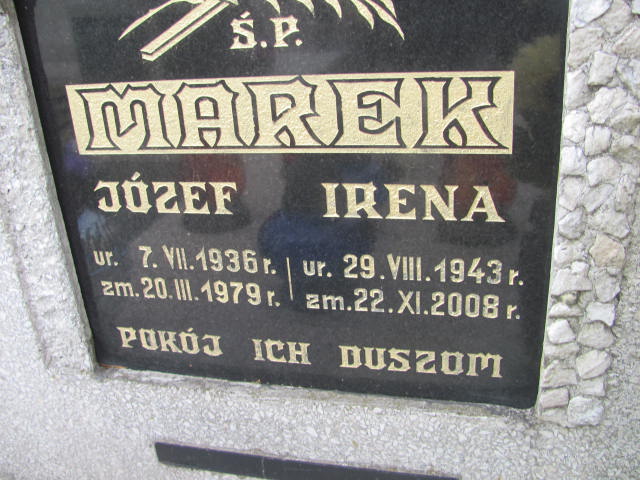 Ś.P.
MAREK
JÓZEF IRENA
ur. 7.VII.1936 r. ur. 29.VIII.1943 r.
zm. 20.III.1979 r. zm. 22.XI.2008 r.
POKÓJ ICH DUSZOM